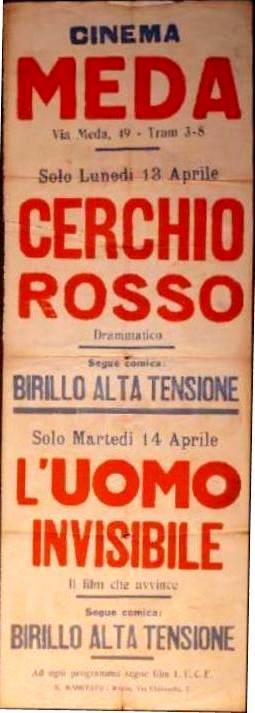 CINEMA
MEDA
Via Meda, 49 - Tram 3-8
Solo Lunedì 13 Aprile
CERCHIO
ROSSO
Drammatico
Segue comica:
BIRILLO ALTA TENSIONE
Solo Martedì 14 Aprile
L'UOMO
INVISIBILE
Il film che avvince
Segue comica:
BIRILLO ALTA TENSIONE
Ad ogni programma segue film L.U.C.E.